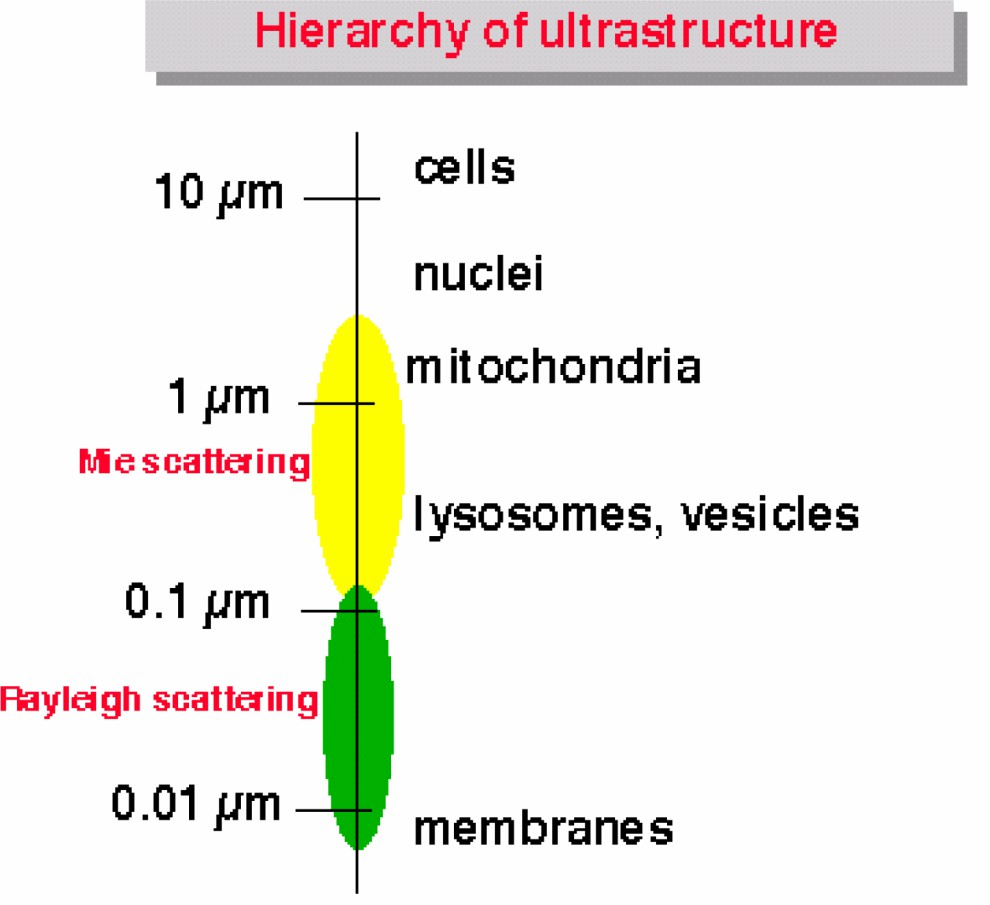 Hierarchy of ultrastructure
cells
10 µm
nuclei
mitochondria
1 µm
Mie scattering
lysosomes, vesicles
0.1 µm
Rayleigh scattering
0.01 µm
membranes